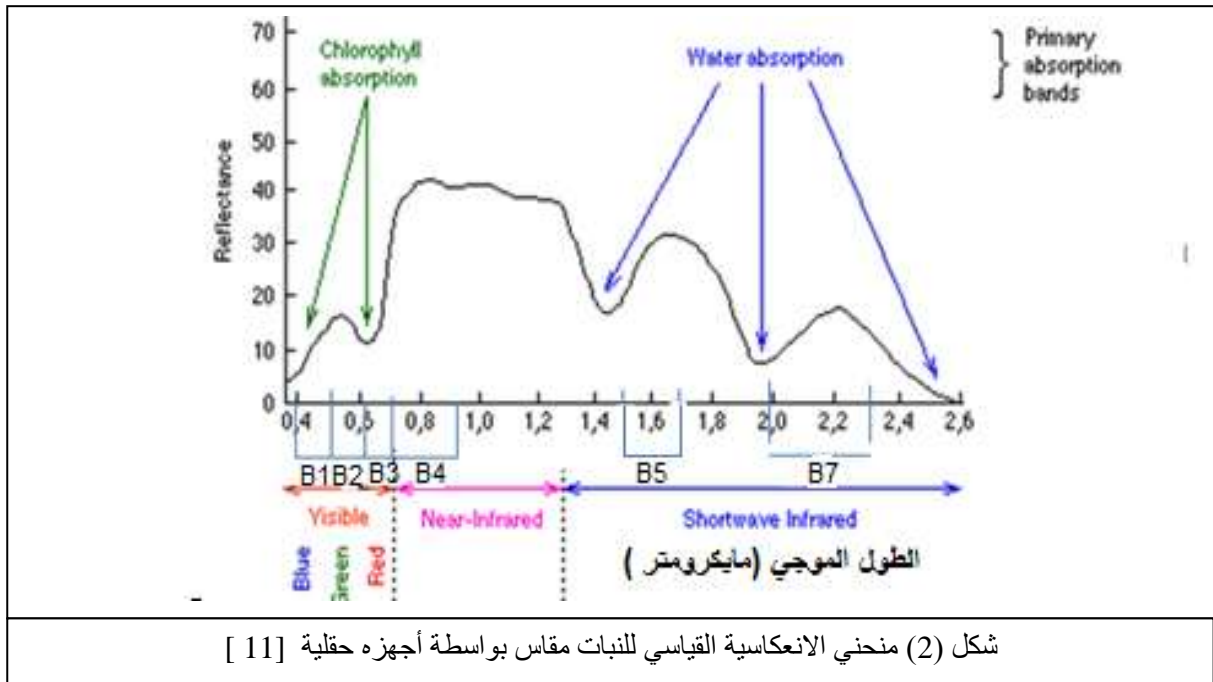 70
60
50
40
30
20
10
0
Reflectance
Chlorophyll
absorption
Water absorption
Primary
absorption
bands
0,4 0,6 0,8 1,0 1,2 1,4 1,6 1,8 2,0 2,2 2,4 2,6
B1 B2 B3 B4 B5 B7
Visible Near-Infrared Shortwave Infrared
Blue
Green
Red
الطول الموجي (مايكرومتر )
شكل (2) منحني الانعكاسية القياسي للنبات مقاس بواسطة أجهزه حقلية [11 ]